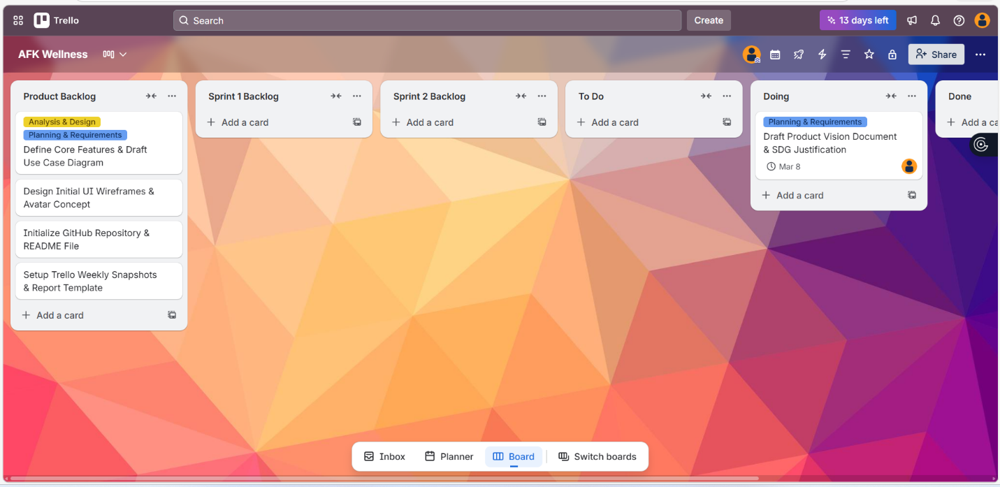 Trello
Search
Create
13 days left
AFK Wellness
Share
Product Backlog
Analysis & Design
Planning & Requirements
Define Core Features & Draft
Use Case Diagram
Design Initial UI Wireframes &
Avatar Concept
Initialize GitHub Repository &
README File
Setup Trello Weekly Snapshots
& Report Template
Add a card
Sprint 1 Backlog
Add a card
Sprint 2 Backlog
Add a card
To Do
Add a card
Doing
Planning & Requirements
Draft Product Vision Document
& SDG Justification
Mar 8
Add a card
Done
Add a ca
Inbox
Planner
Board
Switch boards